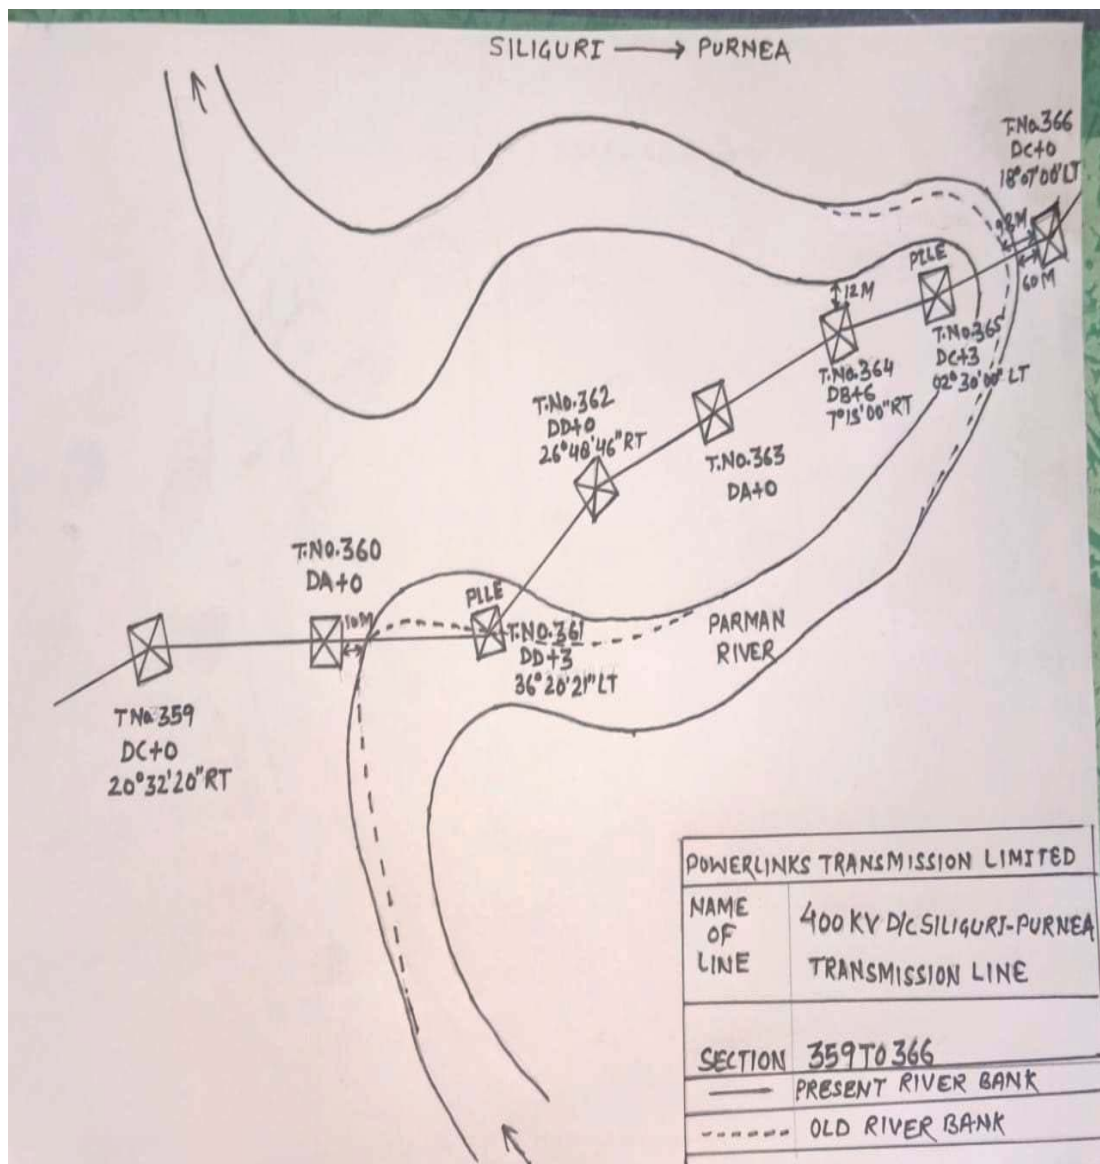 SILIGURI → PURNEA
T.No.366
DC+0
18°07'00"LT
98M
60M
PILE
12M
T.No.365
DC+3
02°30'00"LT
T.No.364
DB+6
7°15'00"RT
T.No.362
DD+0
26°48'46"RT
T.No.363
DA+0
T.No.360
DA+0
10M
PILE
T.No.361
DD+3
36°20'21"LT
PARMAN
RIVER
T No.359
DC+0
20°32'20"RT
POWERLINKS TRANSMISSION LIMITED
NAME
OF
LINE
400 KV D/C SILIGURI-PURNEA
TRANSMISSION LINE
SECTION 359 TO 366
PRESENT RIVER BANK
OLD RIVER BANK